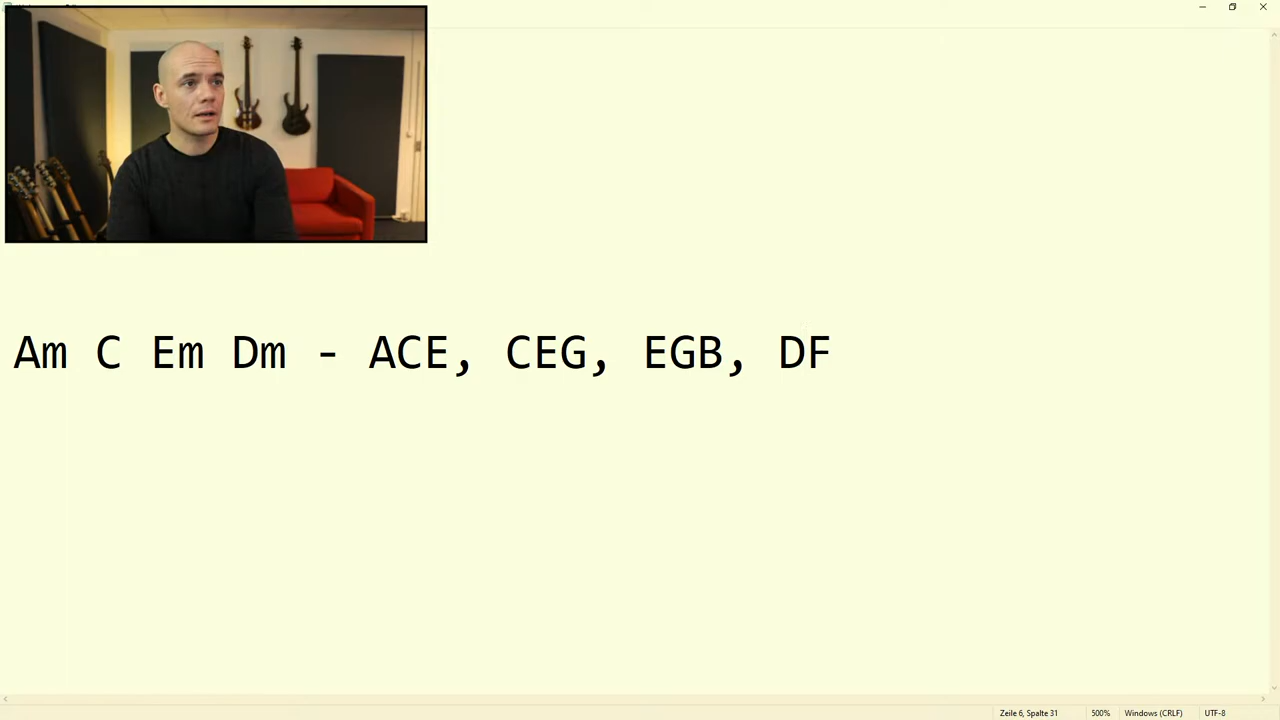 Am C Em Dm - ACE, CEG, EGB, DF
Zeile 6, Spalte 31 500% Windows (CRLF) UTF-8